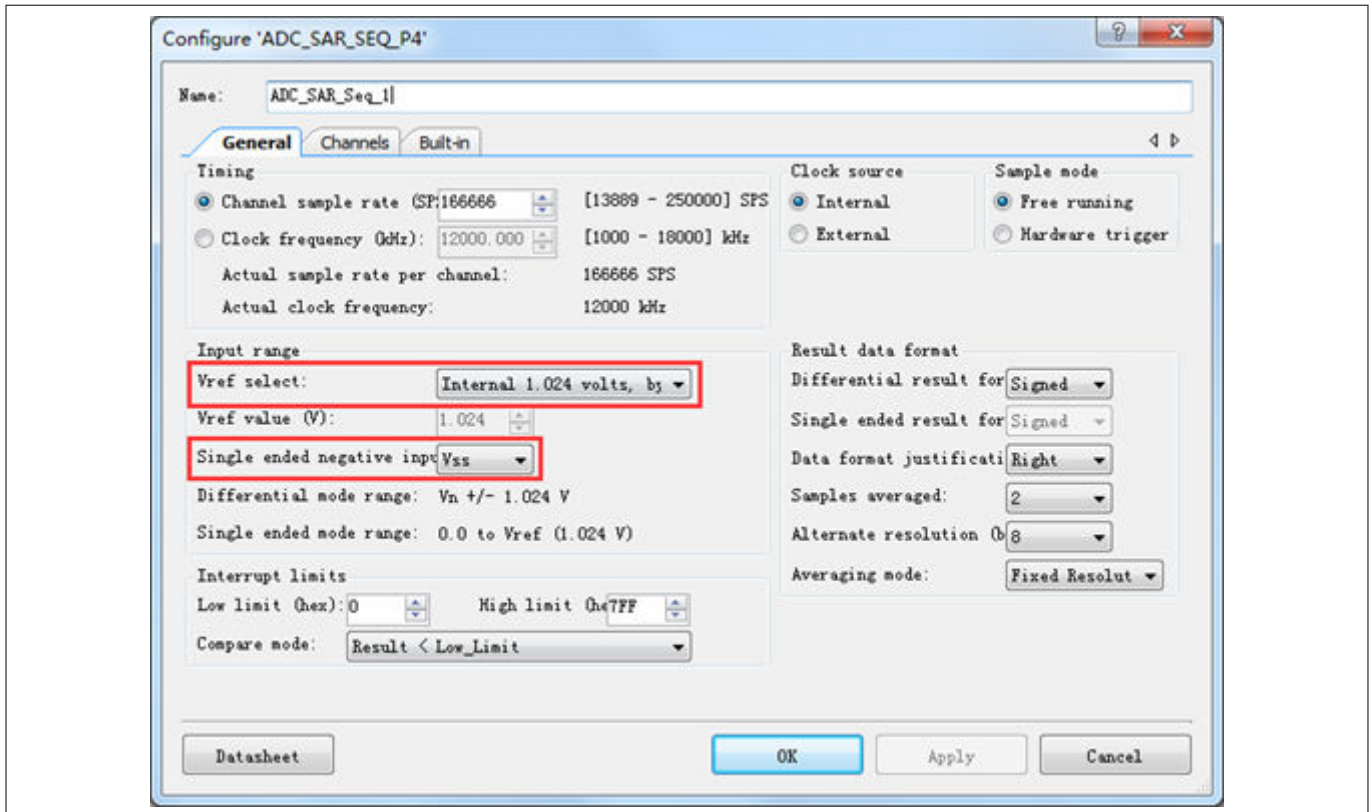 Configure 'ADC_SAR_SEQ_P4'
Name: ADC_SAR_Seq_1
General Channels Built-in
Timing
Channel sample rate (SP: 166666 [13889 - 250000] SPS
Clock frequency (kHz): 12000.000 [1000 - 18000] kHz
Actual sample rate per channel: 166666 SPS
Actual clock frequency: 12000 kHz
Clock source
Internal
External
Sample mode
Free running
Hardware trigger
Input range
Vref select: Internal 1.024 volts, by
Vref value (V): 1.024
Single ended negative inpu Vss
Differential mode range: Vn +/- 1.024 V
Single ended mode range: 0.0 to Vref (1.024 V)
Result data format
Differential result for Signed
Single ended result for Signed
Data format justificati Right
Samples averaged: 2
Alternate resolution (b 8
Averaging mode: Fixed Resolut
Interrupt limits
Low limit (hex): 0 High limit (he 7FF
Compare mode: Result < Low_Limit
Datasheet OK Apply Cancel